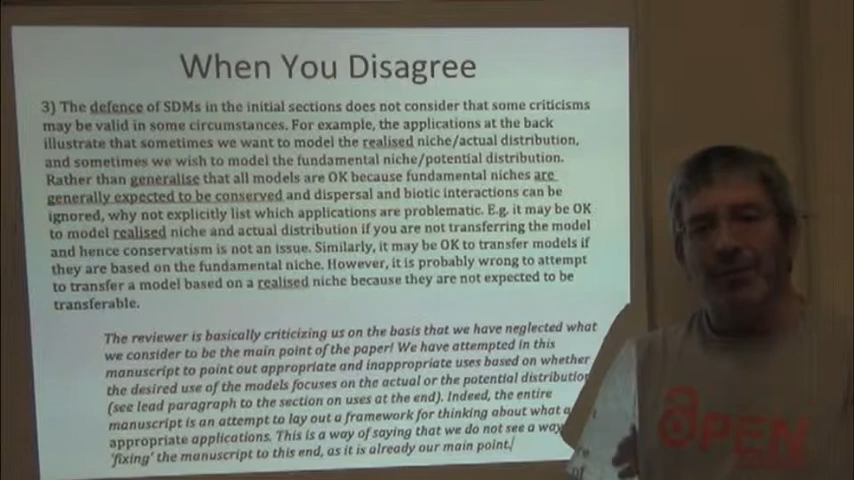 When You Disagree
3) The defence of SDMs in the initial sections does not consider that some criticisms
may be valid in some circumstances. For example, the applications at the back
illustrate that sometimes we want to model the realised niche/actual distribution,
and sometimes we wish to model the fundamental niche/potential distribution.
Rather than generalise that all models are OK because fundamental niches are
generally expected to be conserved and dispersal and biotic interactions can be
ignored, why not explicitly list which applications are problematic. E.g. it may be OK
to model realised niche and actual distribution if you are not transferring the model
and hence conservatism is not an issue. Similarly, it may be OK to transfer models if
they are based on the fundamental niche. However, it is probably wrong to attempt
to transfer a model based on a realised niche because they are not expected to be
transferable.
The reviewer is basically criticizing us on the basis that we have neglected what
we consider to be the main point of the paper! We have attempted in this
manuscript to point out appropriate and inappropriate uses based on whether
the desired use of the models focuses on the actual or the potential distribution
(see lead paragraph to the section on uses at the end). Indeed, the entire
manuscript is an attempt to lay out a framework for thinking about what a
appropriate applications. This is a way of saying that we do not see a way
'fixing' the manuscript to this end, as it is already our main point.
OPEN